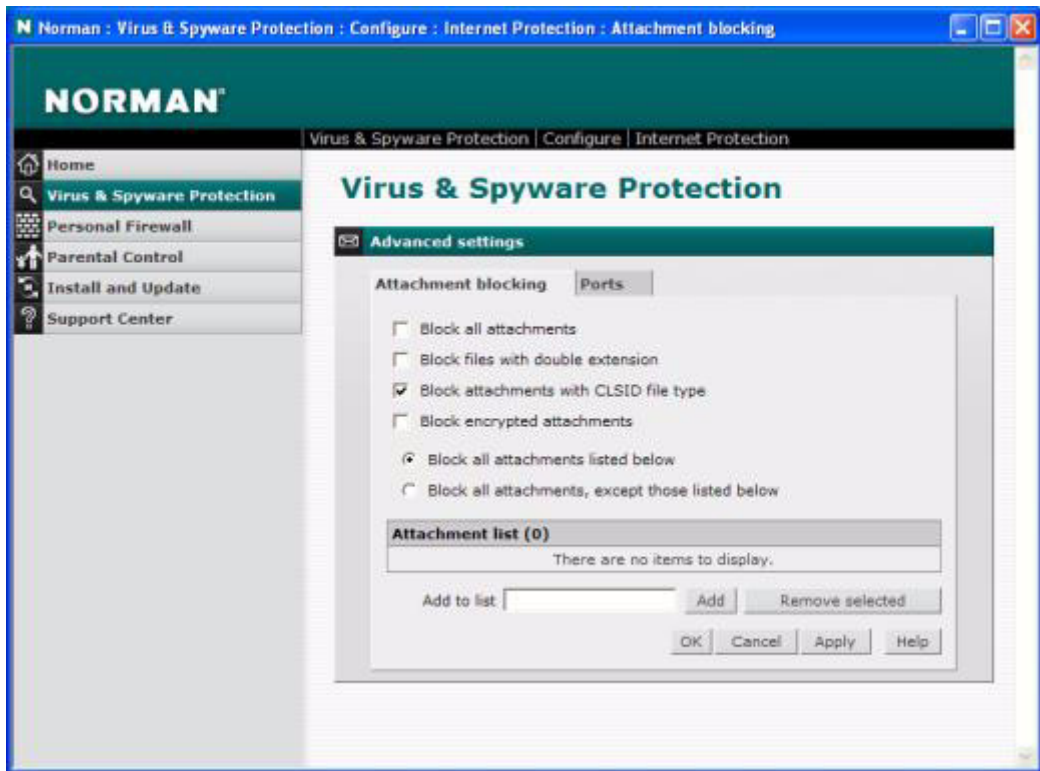 Norman : Virus & Spyware Protection : Configure : Internet Protection : Attachment blocking
NORMAN®
Virus & Spyware Protection | Configure | Internet Protection
Home
Virus & Spyware Protection
Personal Firewall
Parental Control
Install and Update
Support Center
Virus & Spyware Protection
Advanced settings
Attachment blocking Ports
Block all attachments
Block files with double extension
Block attachments with CLSID file type
Block encrypted attachments
Block all attachments listed below
Block all attachments, except those listed below
Attachment list (0)
There are no items to display.
Add to list Add Remove selected
OK Cancel Apply Help